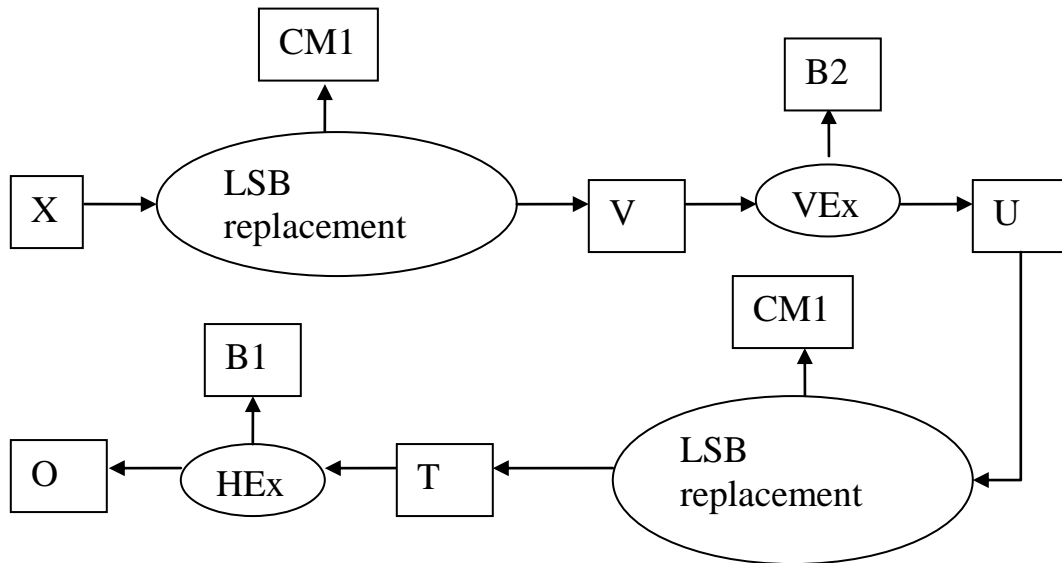 CM1
B2
X
LSB
replacement
V
VEx
U
CM1
B1
LSB
replacement
T
HEx
O